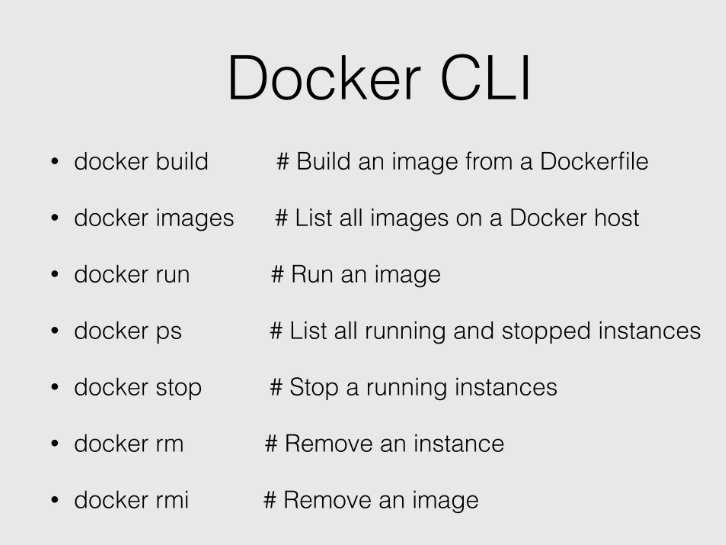 Docker CLI
• docker build # Build an image from a Dockerfile
• docker images # List all images on a Docker host
• docker run # Run an image
• docker ps # List all running and stopped instances
• docker stop # Stop a running instances
• docker rm # Remove an instance
• docker rmi # Remove an image